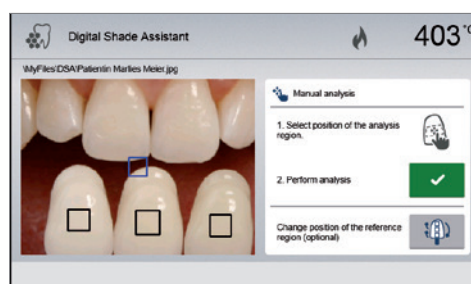 Digital Shade Assistant
403 °C
\MyFiles\DSA\Patientin Marlies Meier.jpg
Manual analysis
1. Select position of the analysis
region.
2. Perform analysis
Change position of the reference
region (optional)